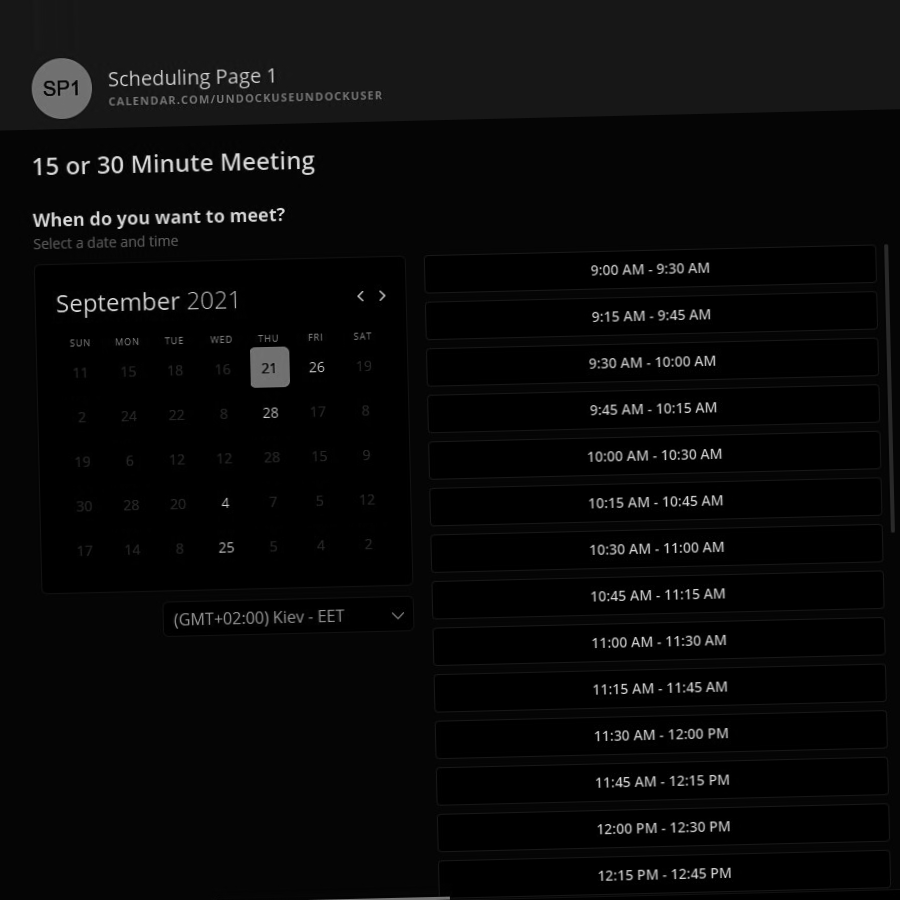 SP1
Scheduling Page 1
CALENDAR.COM/UNDOCKUSEUNDOCKUSER
15 or 30 Minute Meeting
When do you want to meet?
Select a date and time
September 2021
SUN MON TUE WED THU FRI SAT
11 15 18 16 21 26 19
2 24 22 8 28 17 8
19 6 12 12 28 15 9
30 28 20 4 7 5 12
17 14 8 25 5 4 2
(GMT+02:00) Kiev - EET
9:00 AM - 9:30 AM
9:15 AM - 9:45 AM
9:30 AM - 10:00 AM
9:45 AM - 10:15 AM
10:00 AM - 10:30 AM
10:15 AM - 10:45 AM
10:30 AM - 11:00 AM
10:45 AM - 11:15 AM
11:00 AM - 11:30 AM
11:15 AM - 11:45 AM
11:30 AM - 12:00 PM
11:45 AM - 12:15 PM
12:00 PM - 12:30 PM
12:15 PM - 12:45 PM